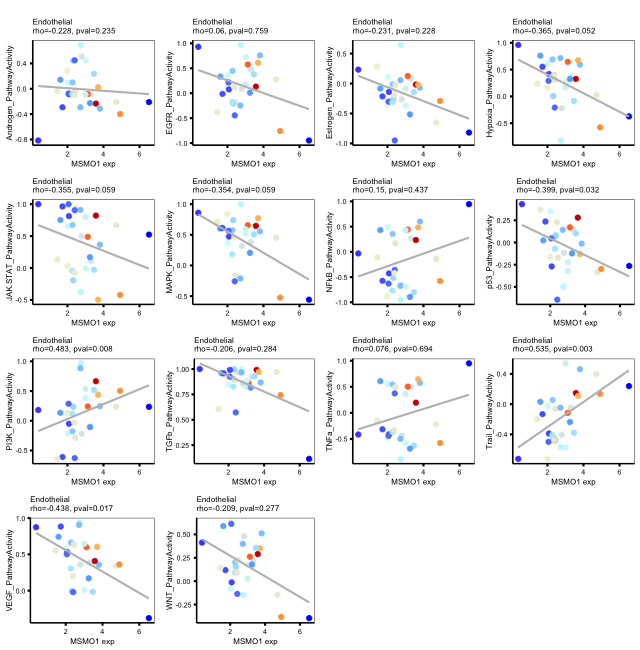 Endothelial
rho=-0.228, pval=0.235
Androgen_PathwayActivity
0.4
0.0
-0.4
-0.8
2
4
6
MSMO1 exp
Endothelial
rho=0.06, pval=0.759
EGFR_PathwayActivity
1.0
0.5
0.0
-0.5
-1.0
2
4
6
MSMO1 exp
Endothelial
rho=-0.231, pval=0.228
Estrogen_PathwayActivity
0.5
0.0
-0.5
-1.0
2
4
6
MSMO1 exp
Endothelial
rho=-0.365, pval=0.052
Hypoxia_PathwayActivity
1.0
0.5
0.0
-0.5
2
4
6
MSMO1 exp
Endothelial
rho=-0.355, pval=0.059
JAK-STAT_PathwayActivity
1.0
0.5
0.0
-0.5
2
4
6
MSMO1 exp
Endothelial
rho=-0.354, pval=0.059
MAPK_PathwayActivity
1.0
0.5
0.0
-0.5
2
4
6
MSMO1 exp
Endothelial
rho=0.15, pval=0.437
NFkB_PathwayActivity
1.0
0.5
0.0
-0.5
-1.0
2
4
6
MSMO1 exp
Endothelial
rho=-0.399, pval=0.032
p53_PathwayActivity
0.25
0.00
-0.25
-0.50
2
4
6
MSMO1 exp
Endothelial
rho=0.483, pval=0.008
PI3K_PathwayActivity
1.0
0.5
0.0
-0.5
2
4
6
MSMO1 exp
Endothelial
rho=-0.206, pval=0.284
TGFb_PathwayActivity
1.00
0.75
0.50
0.25
2
4
6
MSMO1 exp
Endothelial
rho=0.076, pval=0.694
TNFa_PathwayActivity
1.0
0.5
0.0
-0.5
2
4
6
MSMO1 exp
Endothelial
rho=0.535, pval=0.003
Trail_PathwayActivity
0.4
0.0
-0.4
2
4
6
MSMO1 exp
Endothelial
rho=-0.438, pval=0.017
VEGF_PathwayActivity
1.0
0.5
0.0
2
4
6
MSMO1 exp
Endothelial
rho=-0.209, pval=0.277
WNT_PathwayActivity
0.50
0.25
0.00
-0.25
2
4
6
MSMO1 exp